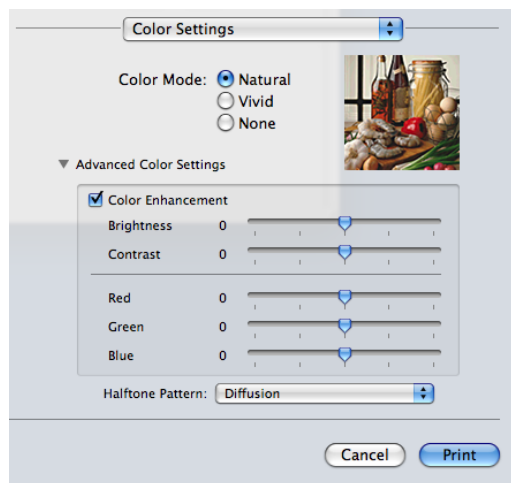 Color Settings
Color Mode: Natural
Vivid
None
Advanced Color Settings
Color Enhancement
Brightness 0
Contrast 0
Red 0
Green 0
Blue 0
Halftone Pattern: Diffusion
Cancel Print